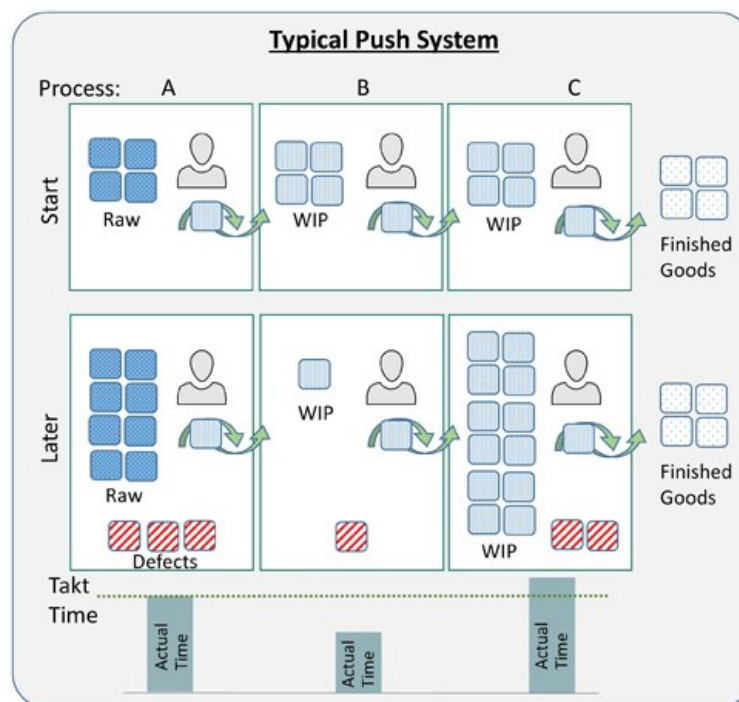 Typical Push System
Process: A B C
Start
Raw
WIP
WIP
Finished
Goods
Later
Raw
Defects
WIP
WIP
Finished
Goods
Takt
Time
Actual
Time
Actual
Time
Actual
Time